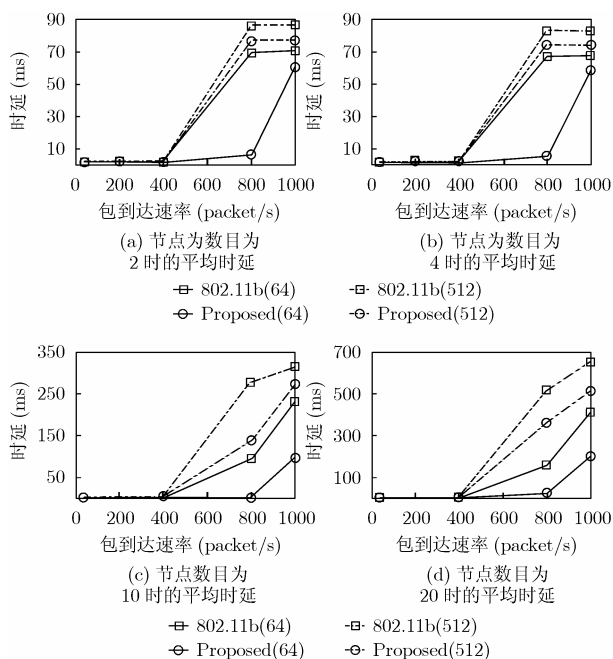 90
70
50
30
10
时延 (ms)
0 200 400 600 800 1000
包到达速率 (packet/s)
(a) 节点为数目为
2 时的平均时延
90
70
50
30
10
时延 (ms)
0 200 400 600 800 1000
包到达速率 (packet/s)
(b) 节点为数目为
4 时的平均时延
802.11b(64) 802.11b(512)
Proposed(64) Proposed(512)
350
250
150
50
时延 (ms)
0 200 400 600 800 1000
包到达速率 (packet/s)
(c) 节点数目为
10 时的平均时延
700
500
300
100
时延 (ms)
0 200 400 600 800 1000
包到达速率 (packet/s)
(d) 节点数目为
20 时的平均时延
802.11b(64) 802.11b(512)
Proposed(64) Proposed(512)